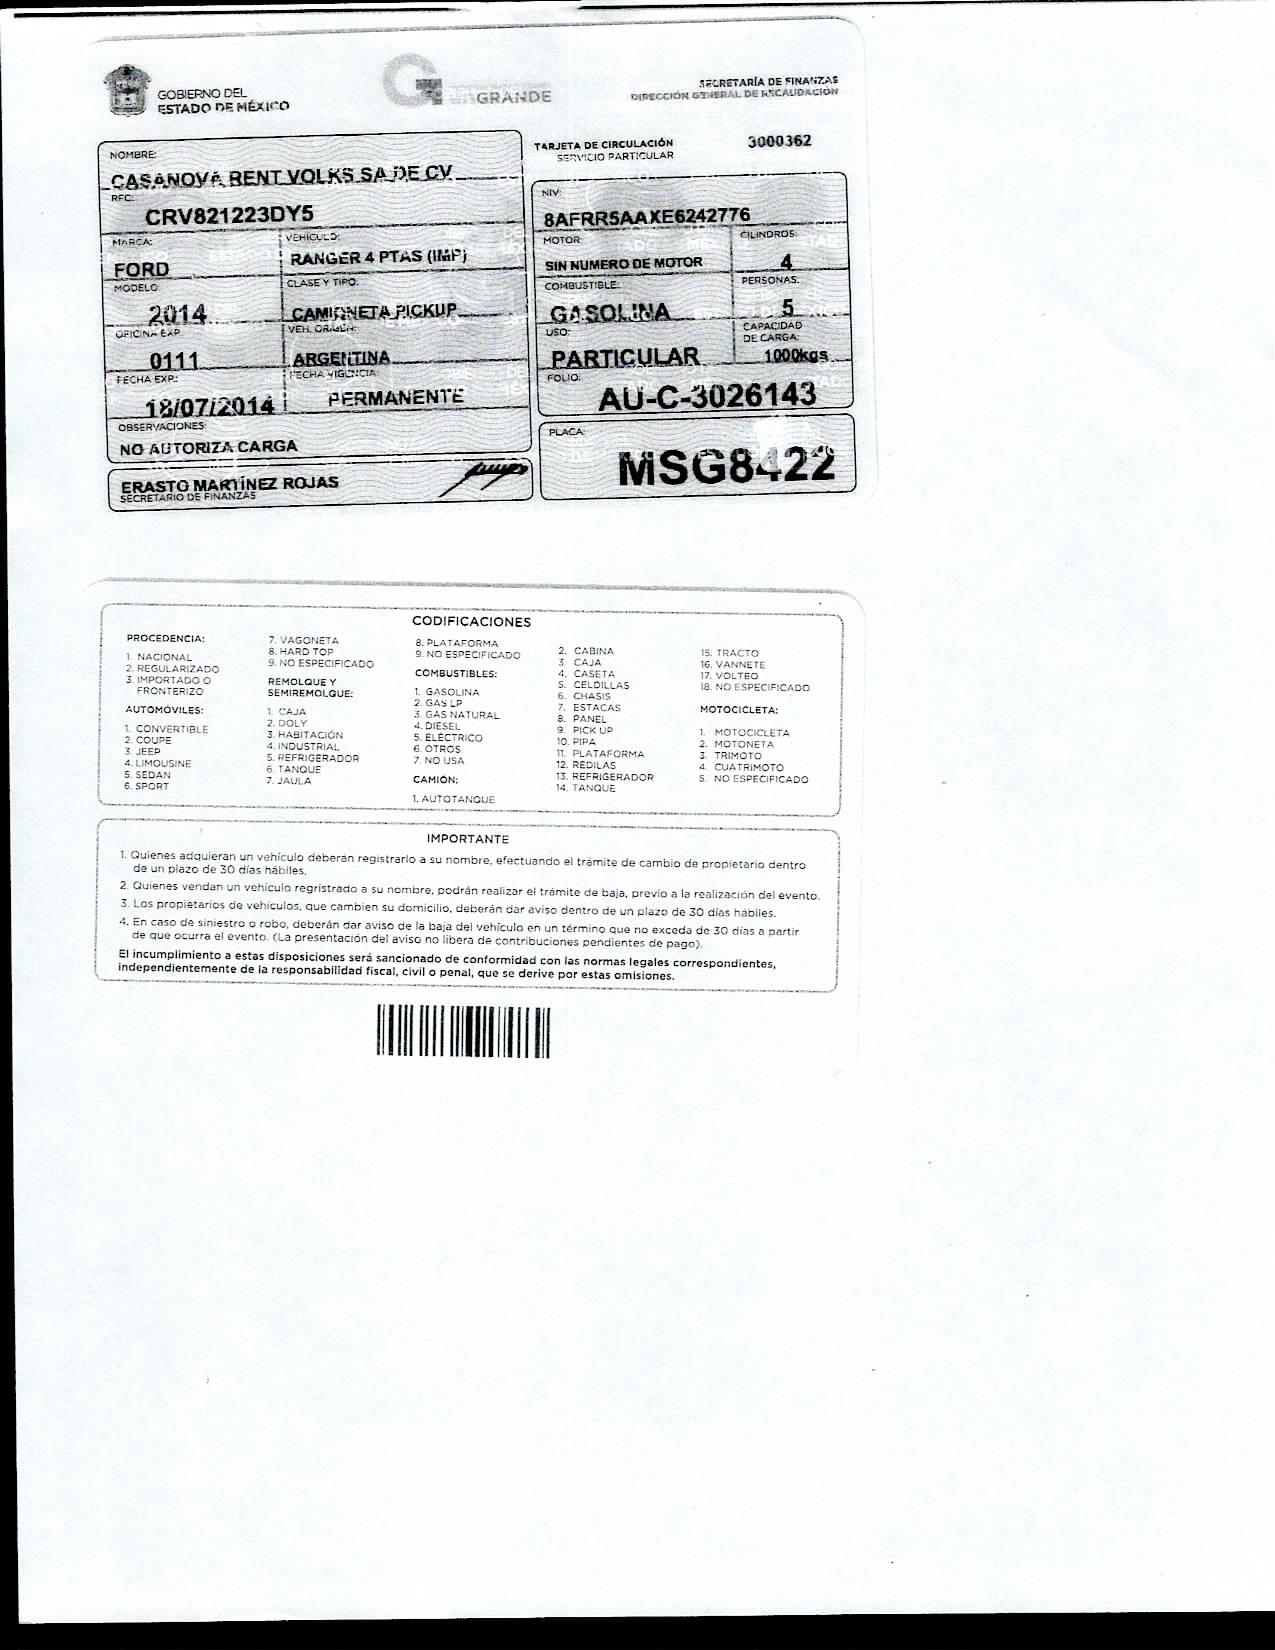 GOBIERNO DEL
ESTADO DE MÉXICO
GRANDE
SECRETARÍA DE FINANZAS
DIRECCIÓN GENERAL DE RECAUDACIÓN
TARJETA DE CIRCULACIÓN
SERVICIO PARTICULAR
3000362
NOMBRE:
CASANOVA RENT VOLKS SA DE CV
RFC:
CRV821223DY5
MARCA:
FORD
VEHÍCULO:
RANGER 4 PTAS (IMP)
MODELO
2014
CLASE Y TIPO:
CAMIONETA PICKUP
OFICINA EXP.
0111
VEH. ORIGEN:
ARGENTINA
FECHA EXP.:
18/07/2014
FECHA VIGENCIA:
PERMANENTE
OBSERVACIONES:
NO AUTORIZA CARGA
ERASTO MARTÍNEZ ROJAS
SECRETARIO DE FINANZAS
NIV:
8AFRR5AAXE6242776
MOTOR:
SIN NUMERO DE MOTOR
CILINDROS:
4
COMBUSTIBLE:
GASOLINA
PERSONAS:
5
USO:
PARTICULAR
CAPACIDAD
DE CARGA:
1000kgs
FOLIO:
AU-C-3026143
PLACA:
MSG8422
CODIFICACIONES
PROCEDENCIA:
1. NACIONAL
2. REGULARIZADO
3. IMPORTADO O
FRONTERIZO
AUTOMÓVILES:
1. CONVERTIBLE
2. COUPE
3. JEEP
4. LIMOUSINE
5. SEDAN
6. SPORT
7. VAGONETA
8. HARD TOP
9. NO ESPECIFICADO
REMOLQUE Y
SEMIREMOLQUE:
1. CAJA
2. DOLY
3. HABITACIÓN
4. INDUSTRIAL
5. REFRIGERADOR
6. TANQUE
7. JAULA
8. PLATAFORMA
9. NO ESPECIFICADO
COMBUSTIBLES:
1. GASOLINA
2. GAS LP
3. GAS NATURAL
4. DIESEL
5. ELÉCTRICO
6. OTROS
7. NO USA
CAMIÓN:
1. AUTOTANQUE
2. CABINA
3. CAJA
4. CASETA
5. CELDILLAS
6. CHASIS
7. ESTACAS
8. PANEL
9. PICK UP
10. PIPA
11. PLATAFORMA
12. REDILAS
13. REFRIGERADOR
14. TANQUE
15. TRACTO
16. VANNETE
17. VOLTEO
18. NO ESPECIFICADO
MOTOCICLETA:
1. MOTOCICLETA
2. MOTONETA
3. TRIMOTO
4. CUATRIMOTO
5. NO ESPECIFICADO
IMPORTANTE
1. Quienes adquieran un vehículo deberán registrarlo a su nombre, efectuando el trámite de cambio de propietario dentro
de un plazo de 30 días hábiles.
2. Quienes vendan un vehículo regristrado a su nombre, podrán realizar el trámite de baja, previo a la realización del evento.
3. Los propietarios de vehículos, que cambien su domicilio, deberán dar aviso dentro de un plazo de 30 días hábiles.
4. En caso de siniestro o robo, deberán dar aviso de la baja del vehículo en un término que no exceda de 30 días a partir
de que ocurra el evento. (La presentación del aviso no libera de contribuciones pendientes de pago).
El incumplimiento a estas disposiciones será sancionado de conformidad con las normas legales correspondientes,
independientemente de la responsabilidad fiscal, civil o penal, que se derive por estas omisiones.